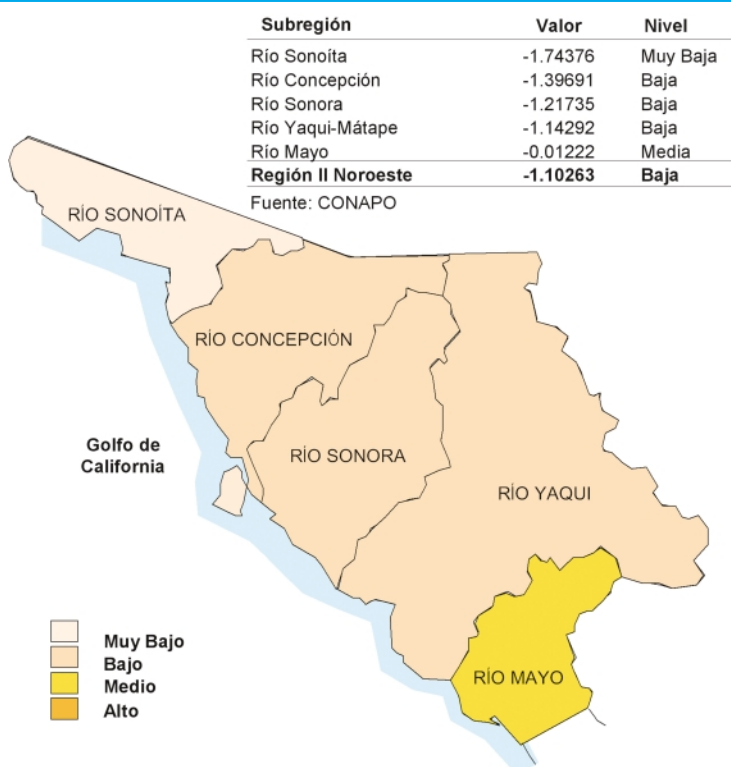 Subregión Valor Nivel
Río Sonoíta -1.74376 Muy Baja
Río Concepción -1.39691 Baja
Río Sonora -1.21735 Baja
Río Yaqui-Mátape -1.14292 Baja
Río Mayo -0.01222 Media
Región II Noroeste -1.10263 Baja
Fuente: CONAPO
RÍO SONOÍTA
RÍO CONCEPCIÓN
RÍO SONORA
Golfo de
California
RÍO YAQUI
RÍO MAYO
Muy Bajo
Bajo
Medio
Alto